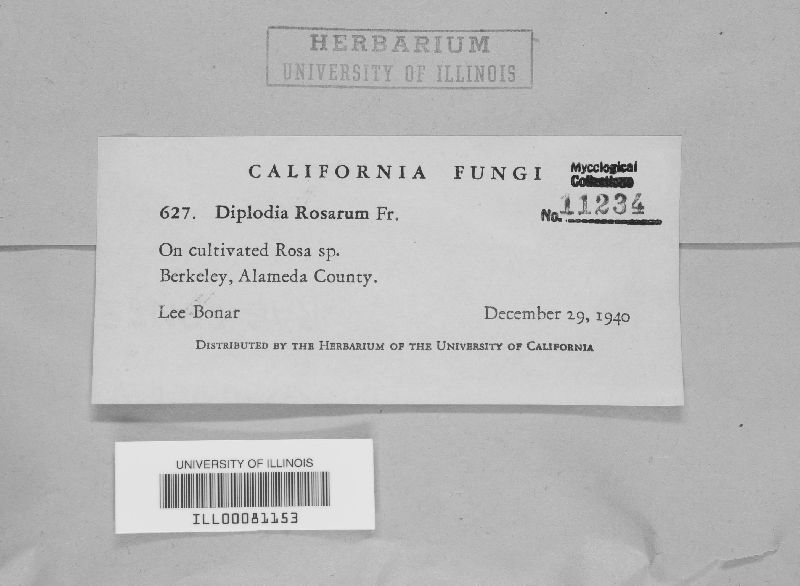 HERBARIUM
UNIVERSITY OF ILLINOIS
CALIFORNIA FUNGI
Mycological
Collections
No. 11234
627. Diplodia Rosarum Fr.
On cultivated Rosa sp.
Berkeley, Alameda County.
Lee Bonar December 29, 1940
DISTRIBUTED BY THE HERBARIUM OF THE UNIVERSITY OF CALIFORNIA
UNIVERSITY OF ILLINOIS
ILL00081153